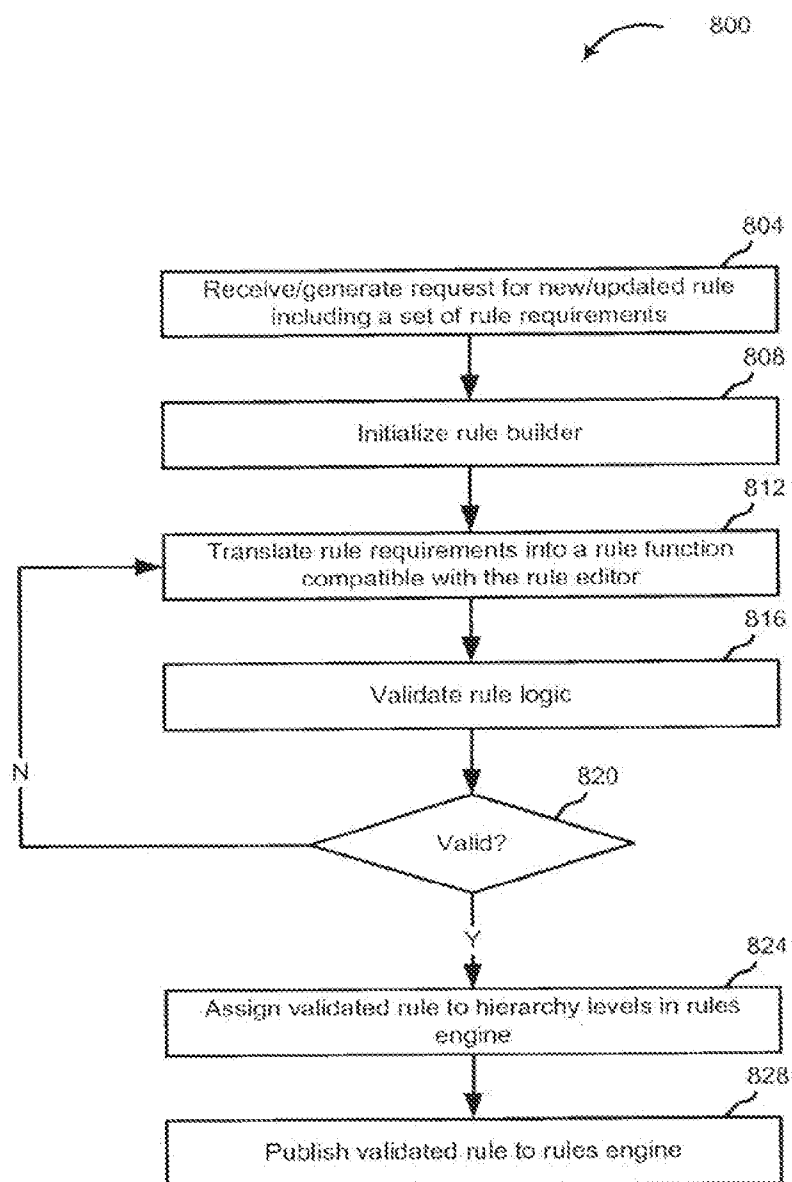 800
804
Receive/generate request for new/updated rule
including a set of rule requirements
808
Initialize rule builder
812
Translate rule requirements into a rule function
compatible with the rule editor
816
Validate rule logic
N
820
Valid?
Y
824
Assign validated rule to hierarchy levels in rules
engine
828
Publish validated rule to rules engine